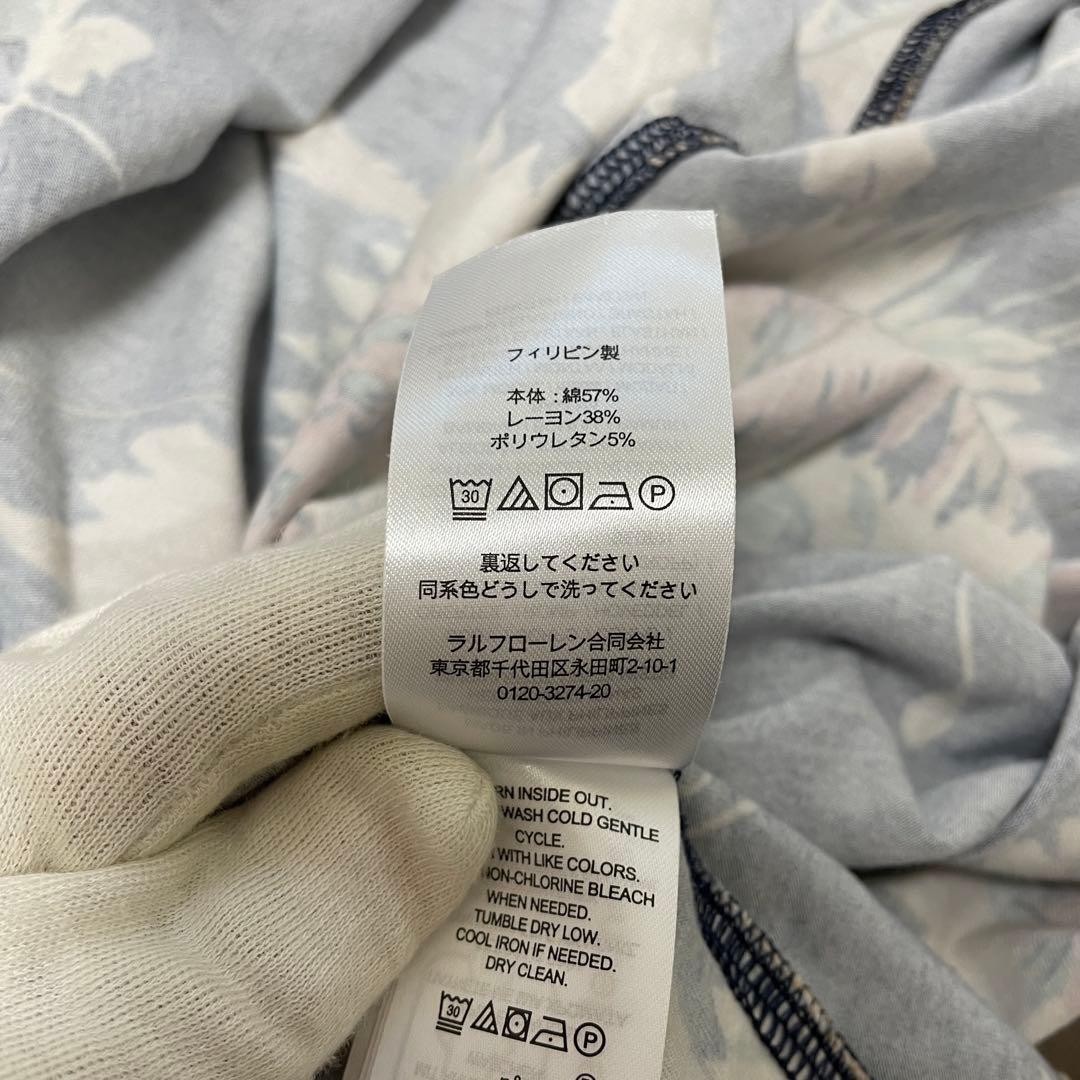 フィリピン製
本体 : 綿57%
レーヨン38%
ポリウレタン5%
30 P
裏返してください
同系色どうしで洗ってください
ラルフローレン合同会社
東京都千代田区永田町2-10-1
0120-3274-20
INSIDE OUT.
WASH COLD GENTLE
CYCLE.
WITH LIKE COLORS.
NON-CHLORINE BLEACH
WHEN NEEDED.
TUMBLE DRY LOW.
COOL IRON IF NEEDED.
DRY CLEAN.
30 P